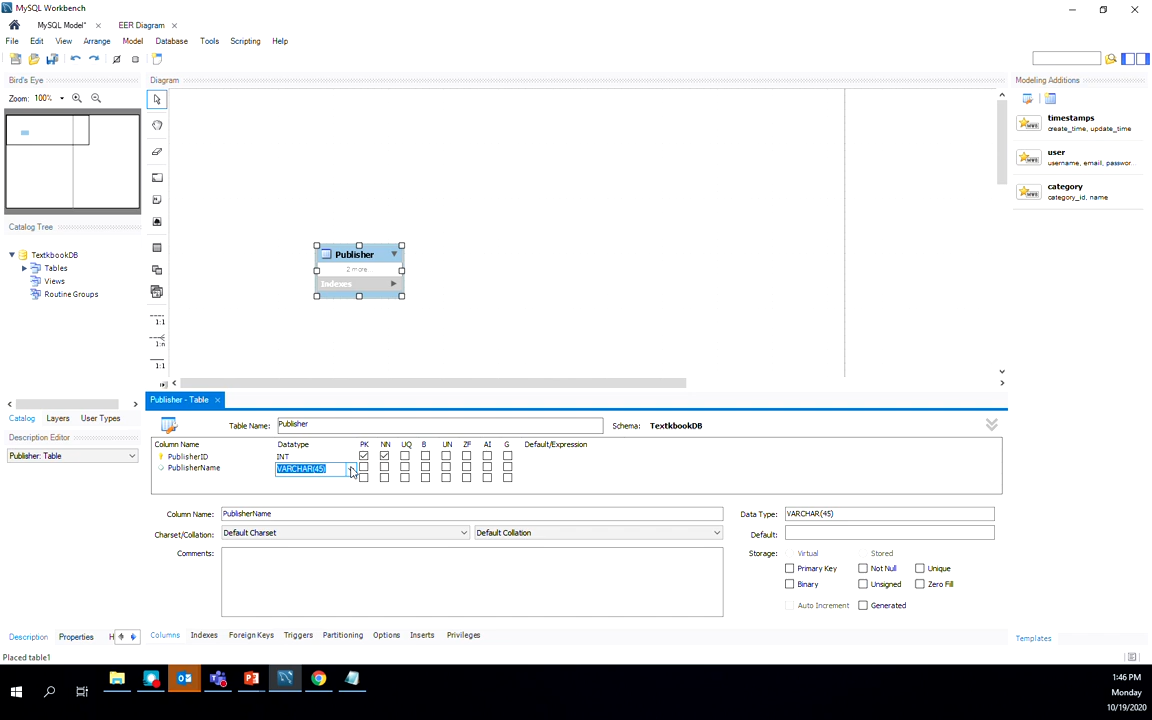 MySQL Workbench
MySQL Model* × EER Diagram ×
File Edit View Arrange Model Database Tools Scripting Help
Bird's Eye
Diagram
Modeling Additions
Zoom: 100%
timestamps
create_time, update_time
user
username, email, passwor..
category
category_id, name
Catalog Tree
TextkbookDB
Tables
Views
Routine Groups
Publisher
2 more...
Indexes
1:1
1:n
1:1
Catalog Layers User Types
Publisher - Table ×
Description Editor
Publisher: Table
Table Name: Publisher Schema: TextkbookDB
Column Name Datatype PK NN UQ B UN ZF AI G Default/Expression
PublisherID INT
PublisherName VARCHAR(45)
Column Name: PublisherName Data Type: VARCHAR(45)
Charset/Collation: Default Charset Default Collation Default:
Comments: Storage: Virtual Stored
Primary Key Not Null Unique
Binary Unsigned Zero Fill
Auto Increment Generated
Description Properties H
Columns Indexes Foreign Keys Triggers Partitioning Options Inserts Privileges
Templates
Placed table1
1:46 PM
Monday
10/19/2020